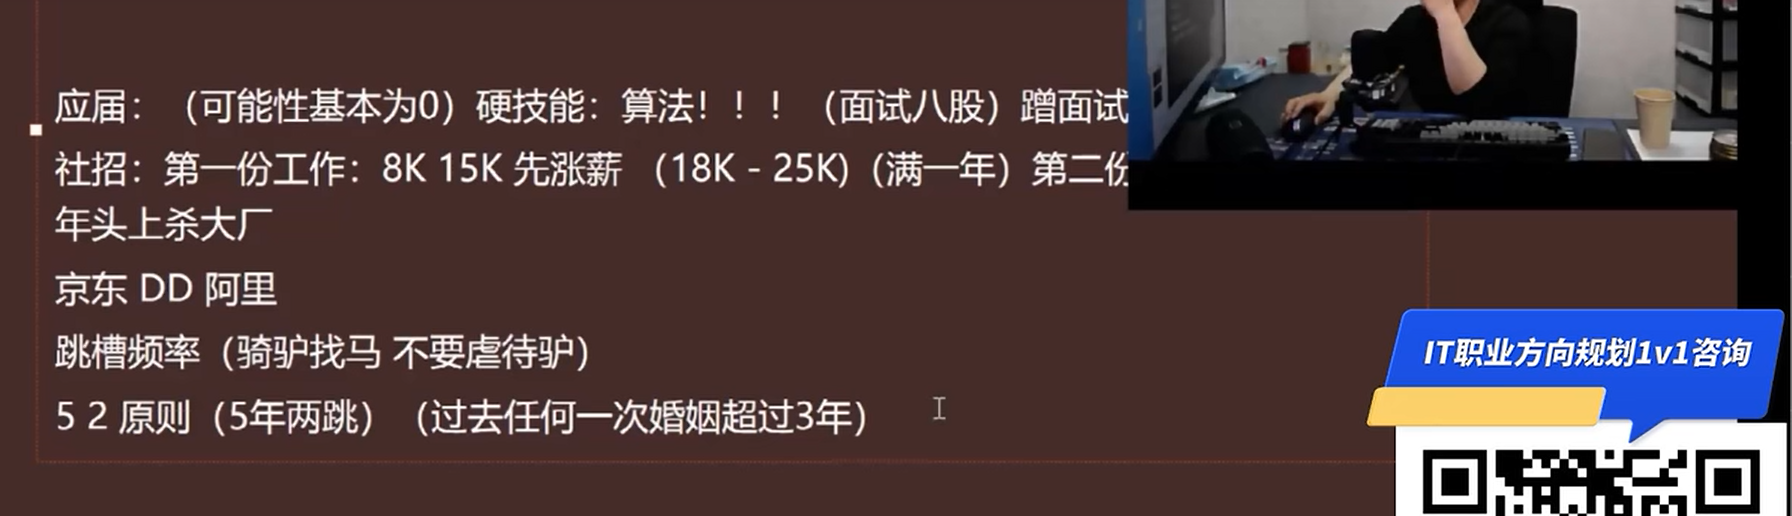 应届：（可能性基本为0）硬技能：算法！！！（面试八股）蹭面试
社招：第一份工作：8K 15K 先涨薪 （18K - 25K)（满一年）第二份
年头上杀大厂
京东 DD 阿里
跳槽频率（骑驴找马 不要虐待驴）
5 2 原则（5年两跳）（过去任何一次婚姻超过3年）
IT职业方向规划1v1咨询